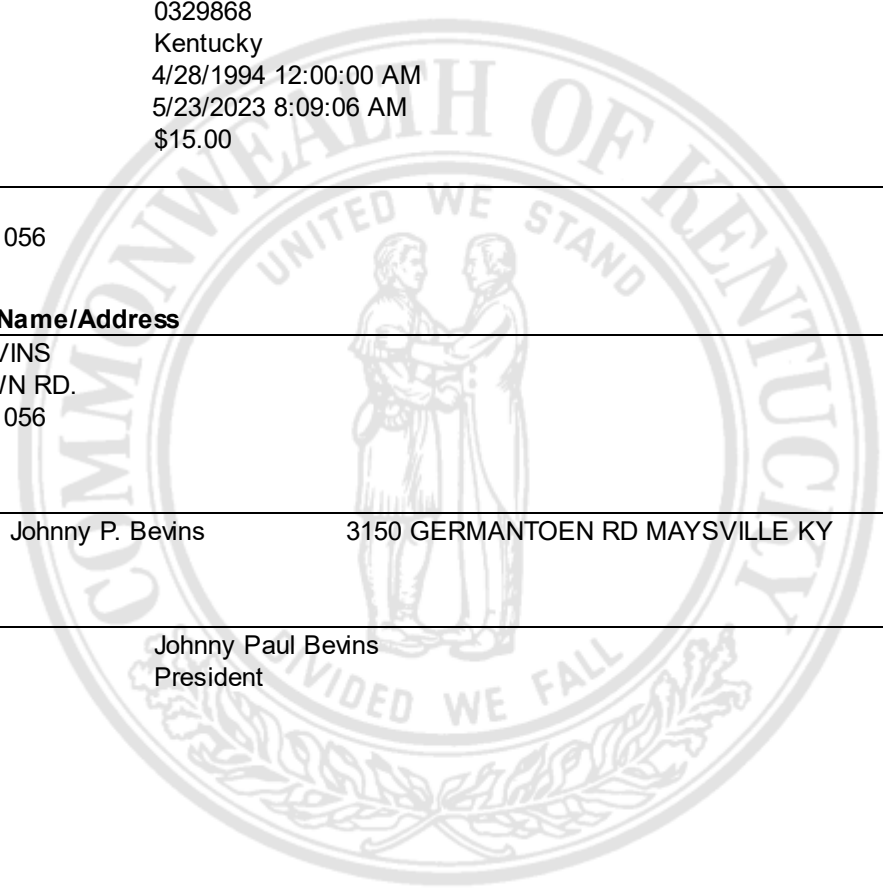 0329868
Kentucky
4/28/1994 12:00:00 AM
5/23/2023 8:09:06 AM
$15.00
COMMONWEALTH OF KENTUCKY
UNITED WE STAND
056
Name/Address
VINS
VN RD.
056
Johnny P. Bevins 3150 GERMANTOEN RD MAYSVILLE KY
Johnny Paul Bevins
President
DIVIDED WE FALL